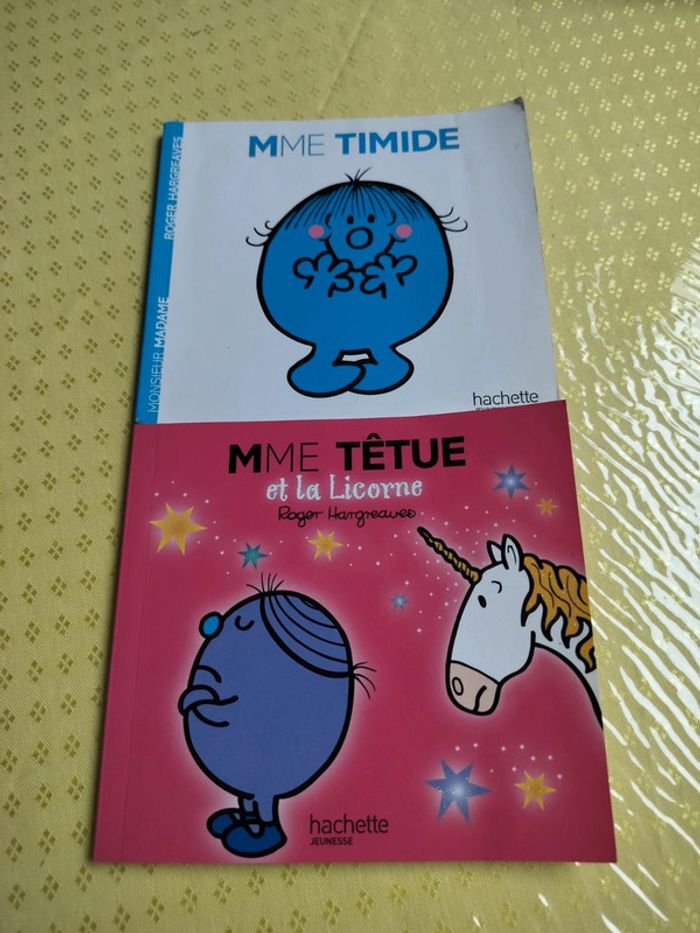 MME TIMIDE
ROGER HARGREAVES
MONSIEUR MADAME
hachette
MME TÊTUE
et la Licorne
Roger Hargreaves
hachette
JEUNESSE